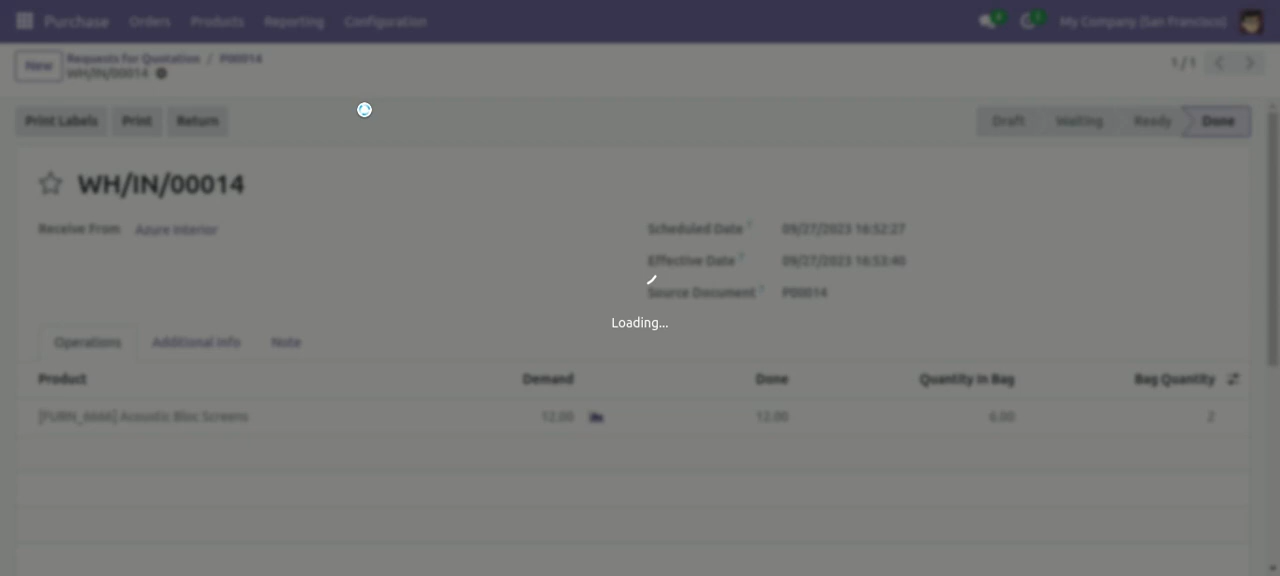 Purchase Orders Products Reporting Configuration My Company (San Francisco)
New Requests for Quotation / P00014 1 / 1
WH/IN/00014
Print Labels Print Return Draft Waiting Ready Done
WH/IN/00014
Receive From Azure Interior Scheduled Date ? 09/27/2023 16:52:27
Effective Date ? 09/27/2023 16:53:40
Source Document ? P00014
Loading...
Operations Additional Info Note
Product Demand Done Quantity In Bag Bag Quantity
[FURN_6666] Acoustic Bloc Screens 12.00 12.00 6.00 2